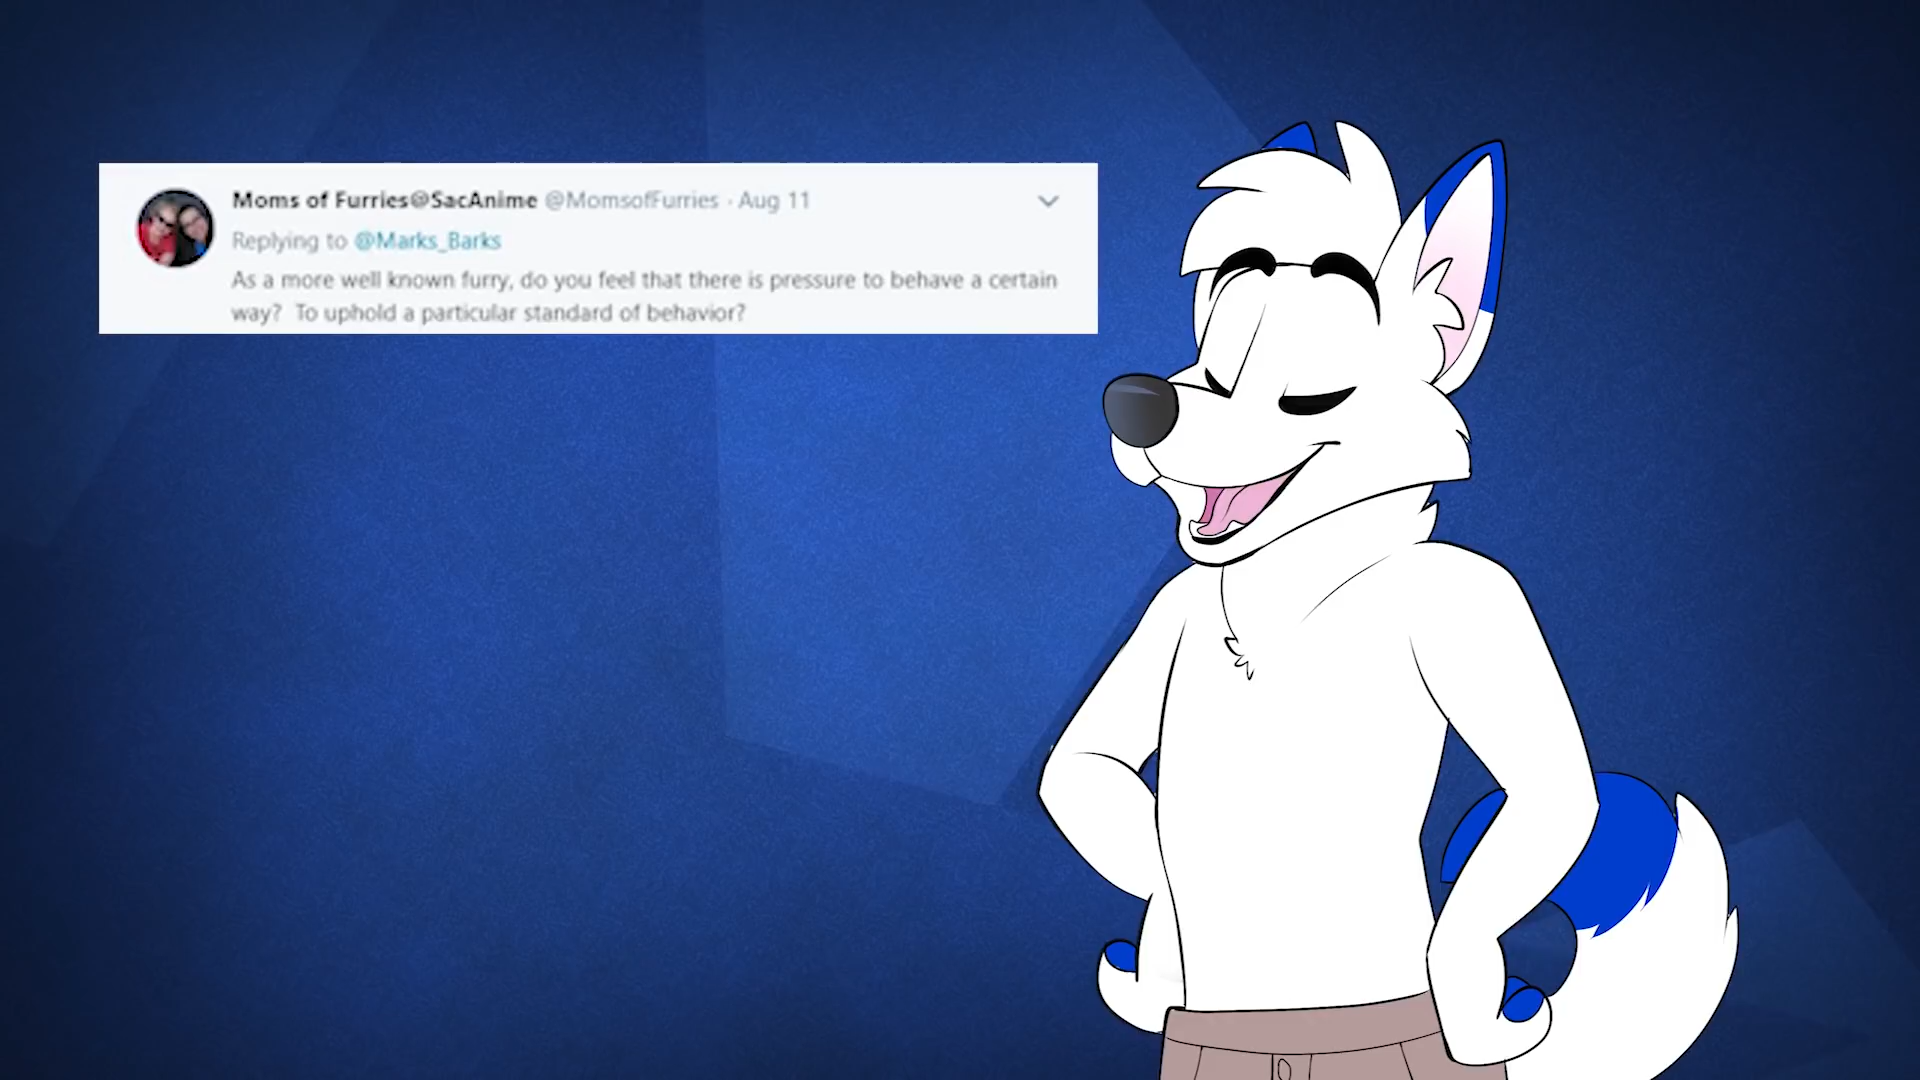 Moms of Furries@SacAnime @MomsofFurries · Aug 11
Replying to @Marks_Barks
As a more well known furry, do you feel that there is pressure to behave a certain
way?  To uphold a particular standard of behavior?